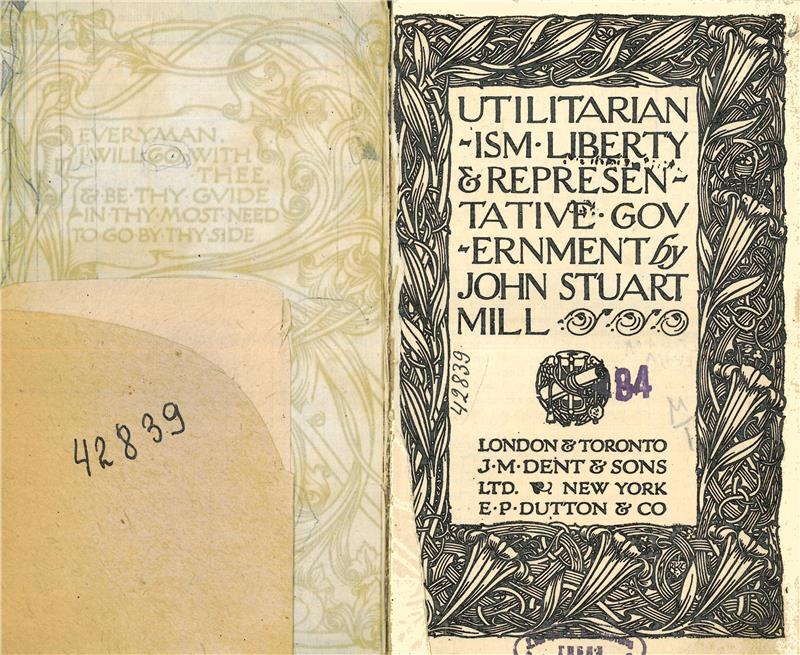 EVERYMAN.
I WILL GO WITH
THEE.
& BE THY GVIDE
IN THY MOST NEED
TO GO BY THY SIDE
42839
UTILITARIAN
-ISM·LIBERTY
& REPRESEN-
TATIVE·GOV
-ERNMENT by
JOHN STUART
MILL
42839
84
LONDON & TORONTO
J·M·DENT & SONS
LTD. NEW YORK
E·P·DUTTON & CO